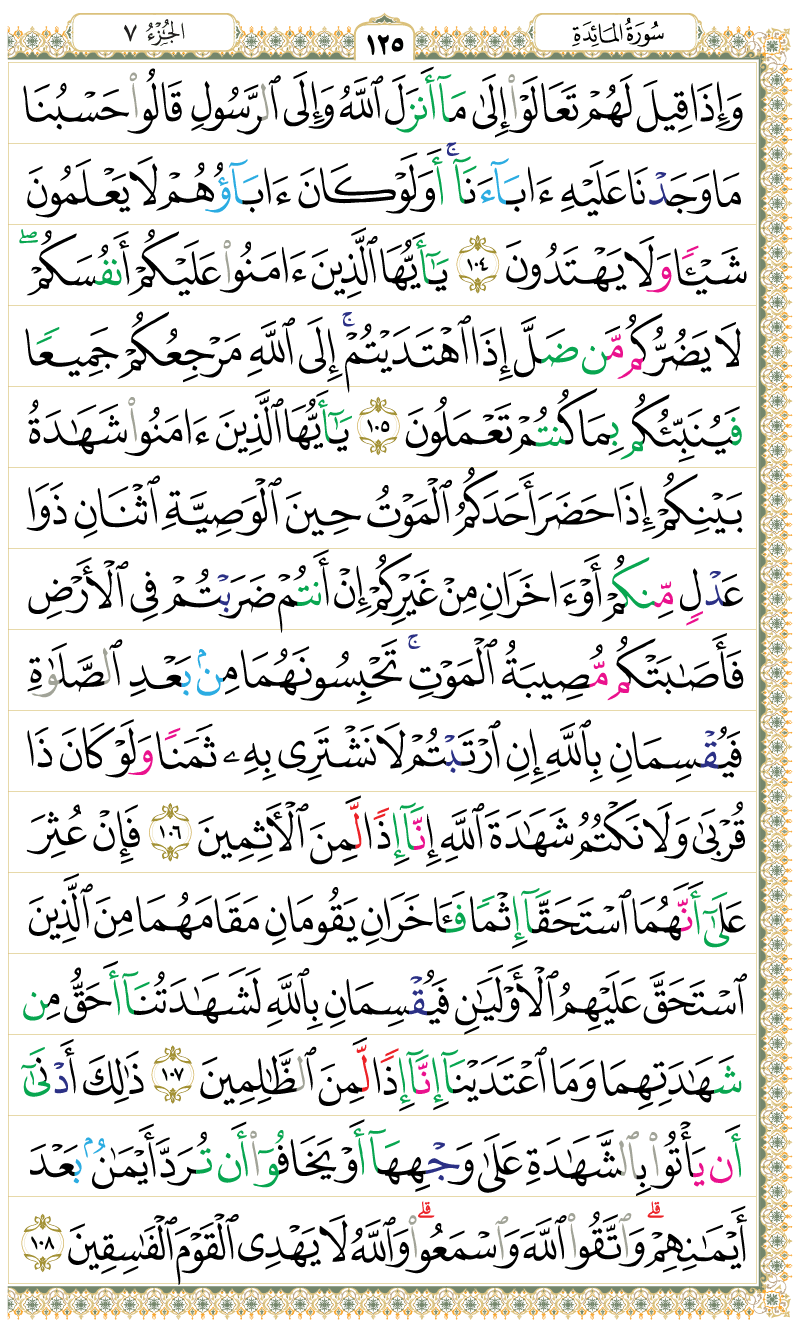 سُورَةُ المَائِدَةِ ١٢٥ الجُزْءُ ٧
وَإِذَا قِيلَ لَهُمْ تَعَالَوْا۟ إِلَىٰ مَآ أَنزَلَ ٱللَّهُ وَإِلَى ٱلرَّسُولِ قَالُوا۟ حَسْبُنَا
مَا وَجَدْنَا عَلَيْهِ ءَابَآءَنَآ ۚ أَوَلَوْ كَانَ ءَابَآؤُهُمْ لَا يَعْلَمُونَ
شَيْـًٔا وَلَا يَهْتَدُونَ ١٠٤ يَـٰٓأَيُّهَا ٱلَّذِينَ ءَامَنُوا۟ عَلَيْكُمْ أَنفُسَكُمْ ۖ
لَا يَضُرُّكُم مَّن ضَلَّ إِذَا ٱهْتَدَيْتُمْ ۚ إِلَى ٱللَّهِ مَرْجِعُكُمْ جَمِيعًا
فَيُنَبِّئُكُم بِمَا كُنتُمْ تَعْمَلُونَ ١٠٥ يَـٰٓأَيُّهَا ٱلَّذِينَ ءَامَنُوا۟ شَهَـٰدَةُ
بَيْنِكُمْ إِذَا حَضَرَ أَحَدَكُمُ ٱلْمَوْتُ حِينَ ٱلْوَصِيَّةِ ٱثْنَانِ ذَوَا
عَدْلٍ مِّنكُمْ أَوْ ءَاخَرَانِ مِنْ غَيْرِكُمْ إِنْ أَنتُمْ ضَرَبْتُمْ فِى ٱلْأَرْضِ
فَأَصَـٰبَتْكُم مُّصِيبَةُ ٱلْمَوْتِ ۚ تَحْبِسُونَهُمَا مِنۢ بَعْدِ ٱلصَّلَوٰةِ
فَيُقْسِمَانِ بِٱللَّهِ إِنِ ٱرْتَبْتُمْ لَا نَشْتَرِى بِهِۦ ثَمَنًا وَلَوْ كَانَ ذَا
قُرْبَىٰ وَلَا نَكْتُمُ شَهَـٰدَةَ ٱللَّهِ إِنَّآ إِذًا لَّمِنَ ٱلْـَٔاثِمِينَ ١٠٦ فَإِنْ عُثِرَ
عَلَىٰٓ أَنَّهُمَا ٱسْتَحَقَّآ إِثْمًا فَـَٔاخَرَانِ يَقُومَانِ مَقَامَهُمَا مِنَ ٱلَّذِينَ
ٱسْتَحَقَّ عَلَيْهِمُ ٱلْأَوْلَيَـٰنِ فَيُقْسِمَانِ بِٱللَّهِ لَشَهَـٰدَتُنَآ أَحَقُّ مِن
شَهَـٰدَتِهِمَا وَمَا ٱعْتَدَيْنَآ إِنَّآ إِذًا لَّمِنَ ٱلظَّـٰلِمِينَ ١٠٧ ذَٰلِكَ أَدْنَىٰٓ
أَن يَأْتُوا۟ بِٱلشَّهَـٰدَةِ عَلَىٰ وَجْهِهَآ أَوْ يَخَافُوٓا۟ أَن تُرَدَّ أَيْمَـٰنٌۢ بَعْدَ
أَيْمَـٰنِهِمْ ۗ وَٱتَّقُوا۟ ٱللَّهَ وَٱسْمَعُوا۟ ۗ وَٱللَّهُ لَا يَهْدِى ٱلْقَوْمَ ٱلْفَـٰسِقِينَ ١٠٨